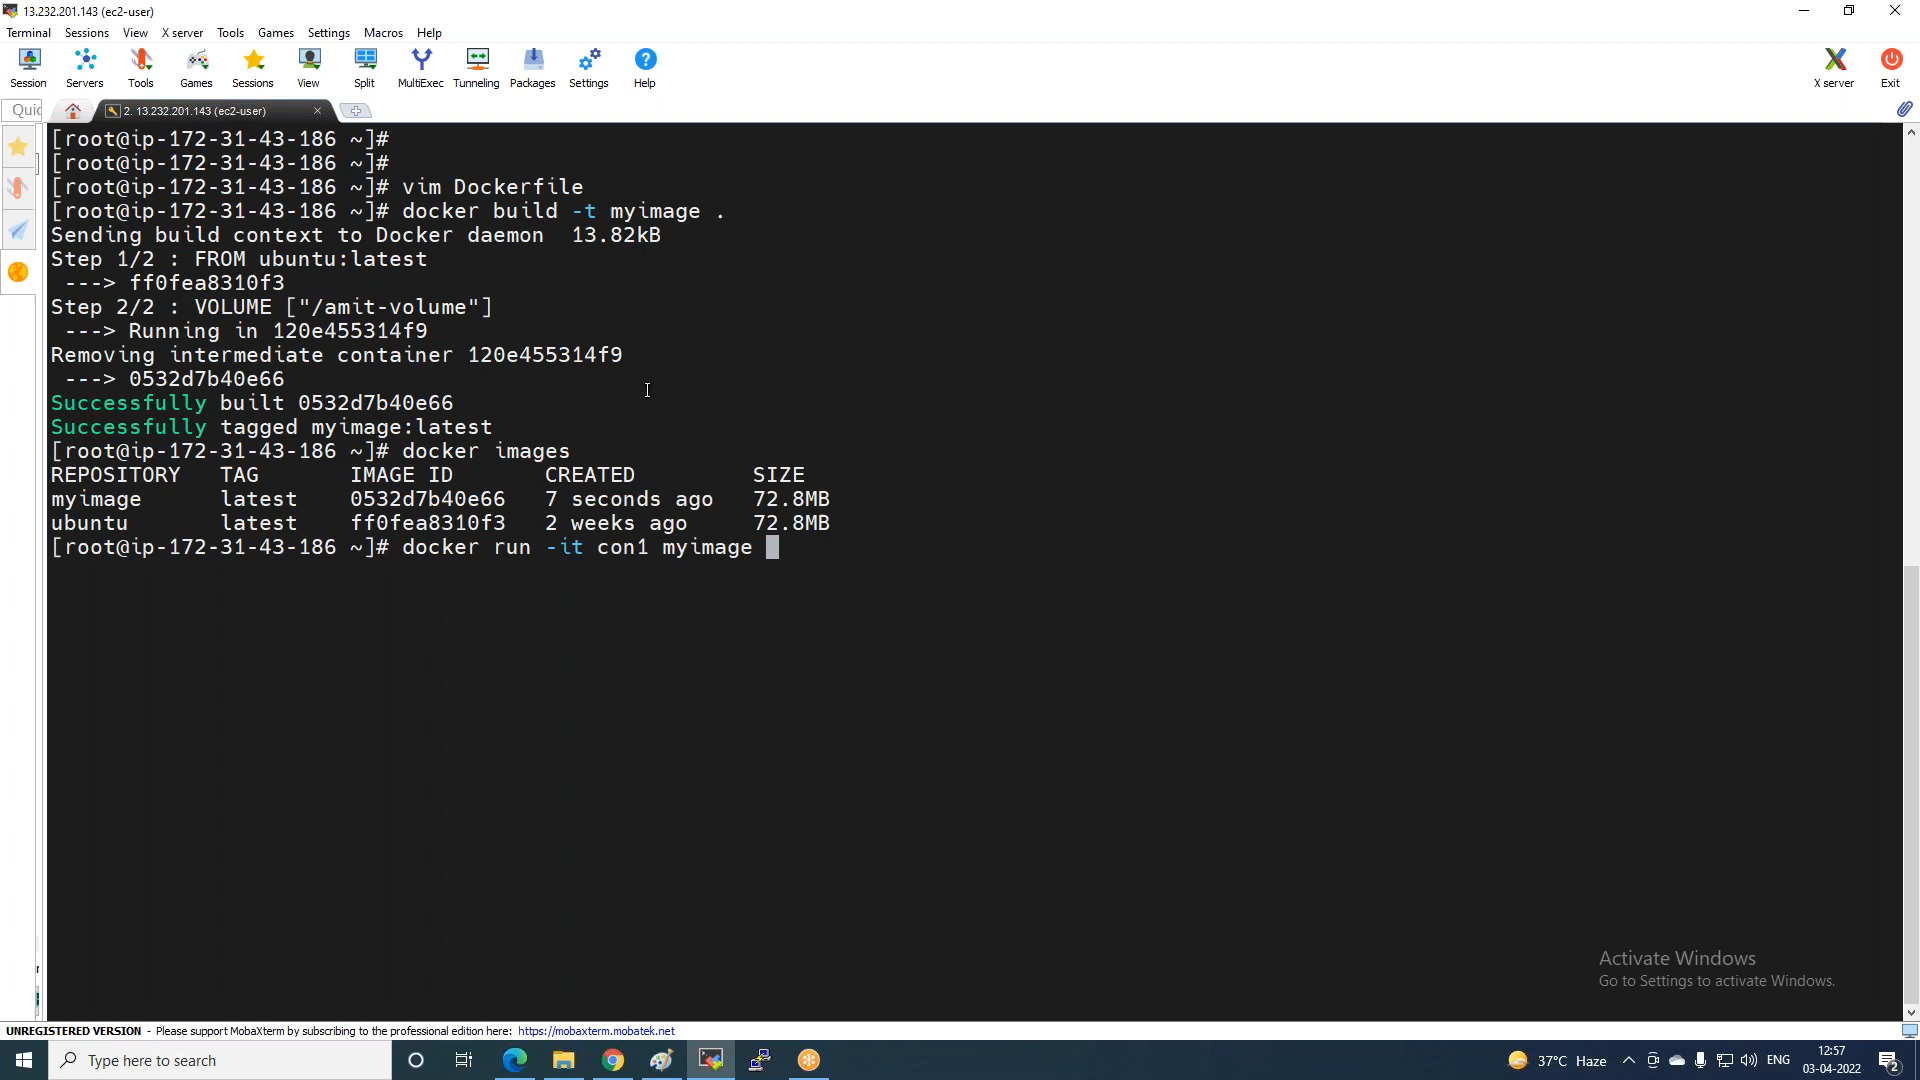 13.232.201.143 (ec2-user)
Terminal Sessions View X server Tools Games Settings Macros Help
Session Servers Tools Games Sessions View Split MultiExec Tunneling Packages Settings Help X server Exit
Quic 2. 13.232.201.143 (ec2-user)
[root@ip-172-31-43-186 ~]#
[root@ip-172-31-43-186 ~]#
[root@ip-172-31-43-186 ~]# vim Dockerfile
[root@ip-172-31-43-186 ~]# docker build -t myimage .
Sending build context to Docker daemon  13.82kB
Step 1/2 : FROM ubuntu:latest
 ---> ff0fea8310f3
Step 2/2 : VOLUME ["/amit-volume"]
 ---> Running in 120e455314f9
Removing intermediate container 120e455314f9
 ---> 0532d7b40e66
Successfully built 0532d7b40e66
Successfully tagged myimage:latest
[root@ip-172-31-43-186 ~]# docker images
REPOSITORY   TAG       IMAGE ID       CREATED         SIZE
myimage      latest    0532d7b40e66   7 seconds ago   72.8MB
ubuntu       latest    ff0fea8310f3   2 weeks ago     72.8MB
[root@ip-172-31-43-186 ~]# docker run -it con1 myimage
Activate Windows
Go to Settings to activate Windows.
UNREGISTERED VERSION - Please support MobaXterm by subscribing to the professional edition here: https://mobaxterm.mobatek.net
Type here to search
37°C Haze
ENG
12:57
03-04-2022
2